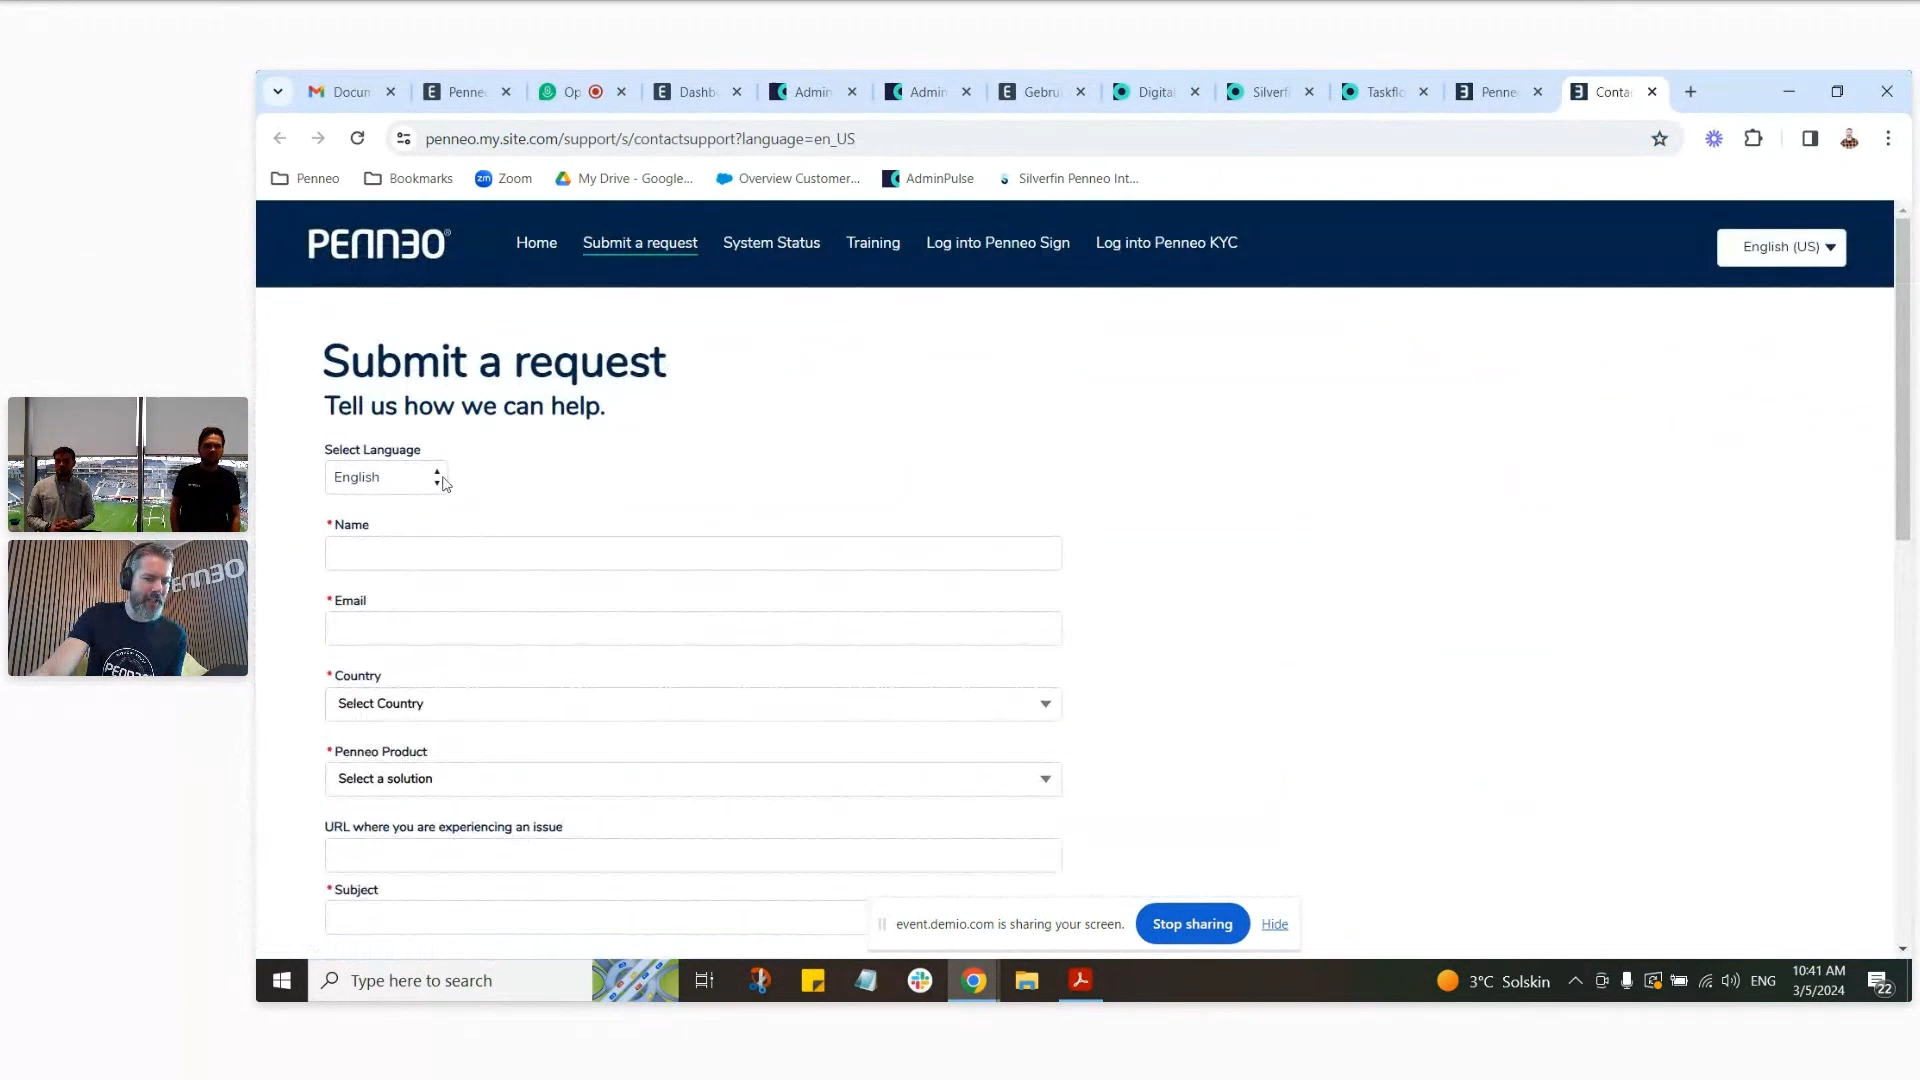 Docun
Penne
Op
Dashb
Admin
Admin
Gebru
Digita
Silverfi
Taskflo
Penne
Conta
penneo.my.site.com/support/s/contactsupport?language=en_US
Penneo
Bookmarks
Zoom
My Drive - Google...
Overview Customer...
AdminPulse
Silverfin Penneo Int...
PENNEO
Home
Submit a request
System Status
Training
Log into Penneo Sign
Log into Penneo KYC
English (US)
Submit a request
Tell us how we can help.
Select Language
English
* Name
* Email
* Country
Select Country
* Penneo Product
Select a solution
URL where you are experiencing an issue
* Subject
event.demio.com is sharing your screen.
Stop sharing
Hide
Type here to search
3°C Solskin
ENG
10:41 AM
3/5/2024
22